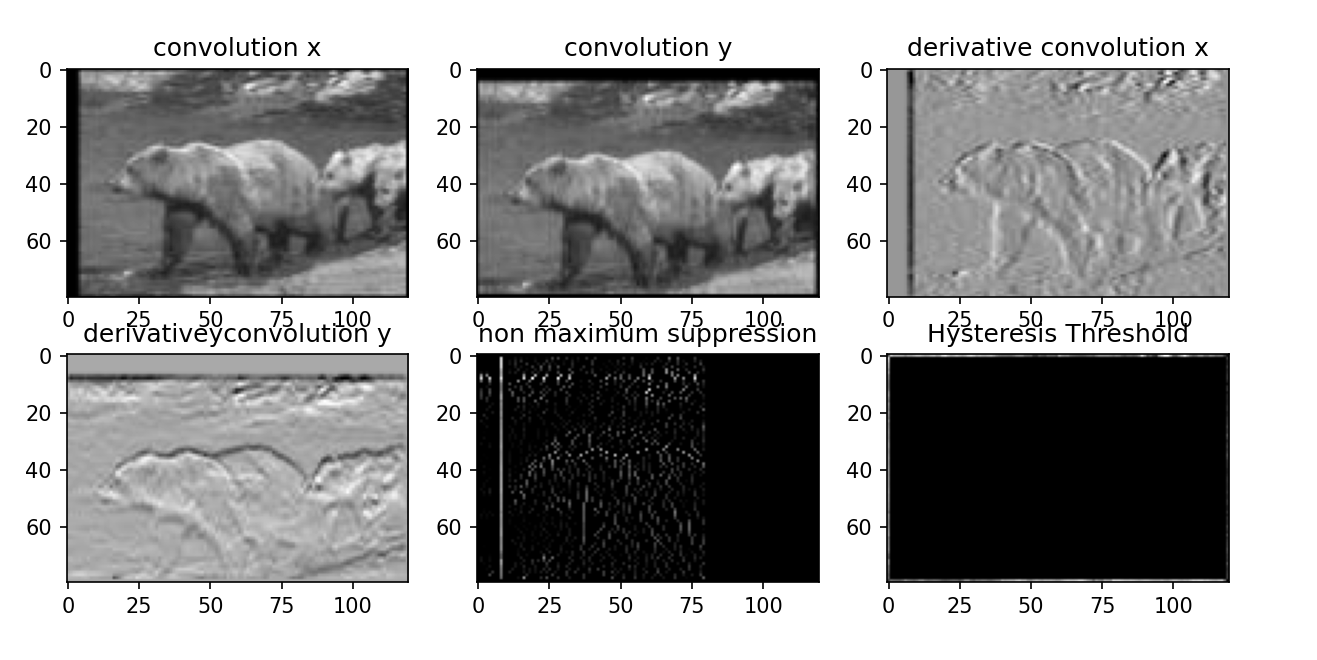 convolution x
convolution y
derivative convolution x
0
20
40
60
0 25 50 75 100
0
20
40
60
0 25 50 75 100
0
20
40
60
0 25 50 75 100
derivativeyconvolution y
non maximum suppression
Hysteresis Threshold
0
20
40
60
0 25 50 75 100
0
20
40
60
0 25 50 75 100
0
20
40
60
0 25 50 75 100